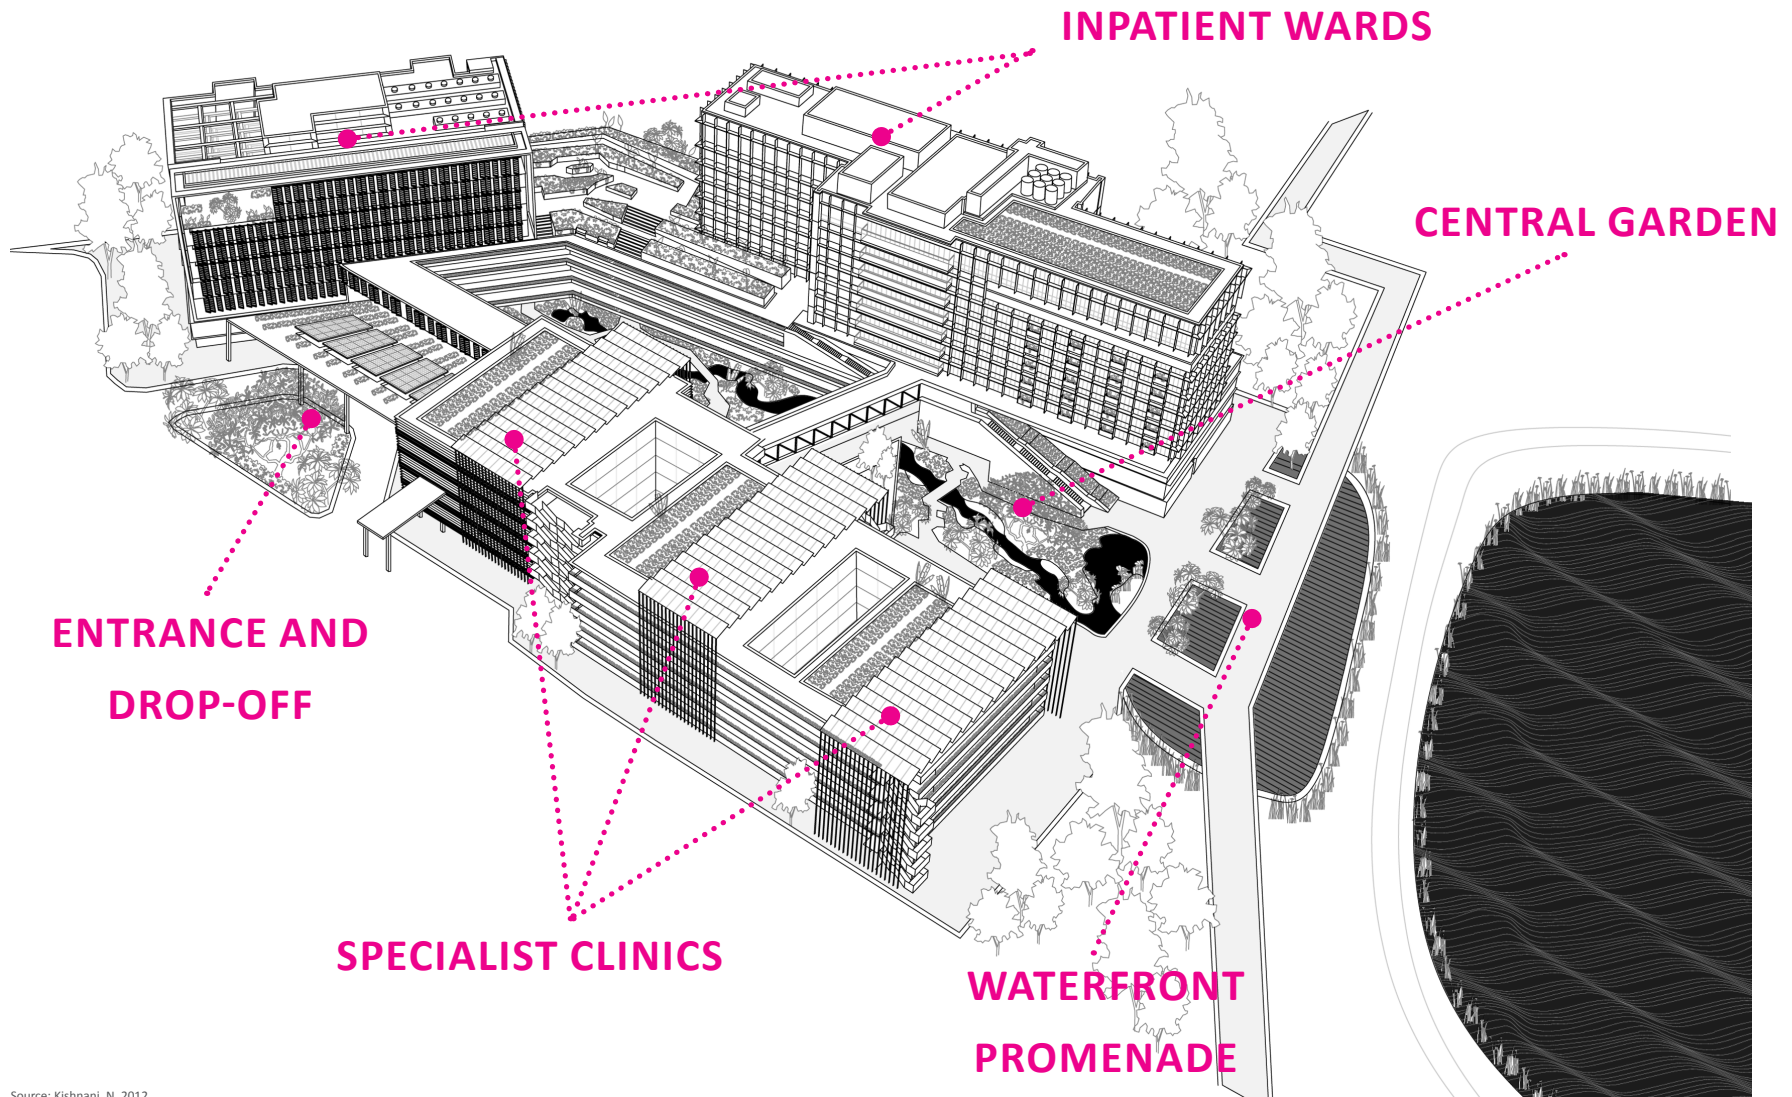 INPATIENT WARDS
CENTRAL GARDEN
ENTRANCE AND
DROP-OFF
SPECIALIST CLINICS
WATERFRONT
PROMENADE
Source: Kishnani, N. 2012